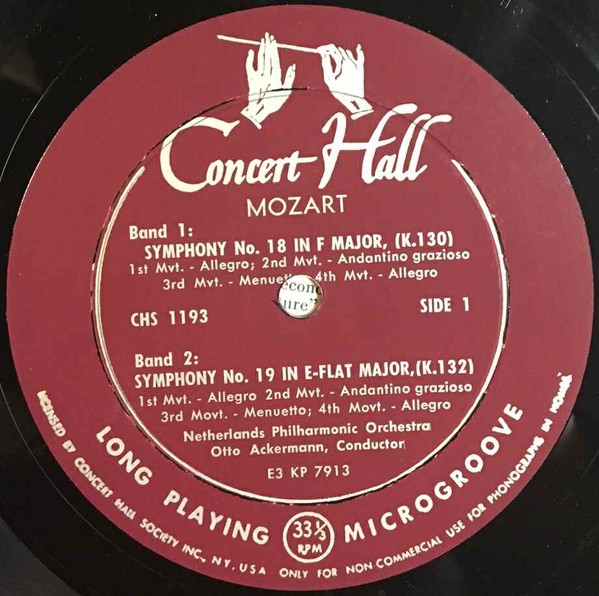 Concert Hall
MOZART
Band 1:
SYMPHONY No. 18 IN F MAJOR, (K.130)
1st Mvt. - Allegro; 2nd Mvt. - Andantino grazioso
3rd Mvt. - Menuetto 4th Mvt. - Allegro
econ
ure"
CHS 1193
SIDE 1
Band 2:
SYMPHONY No. 19 IN E-FLAT MAJOR,(K.132)
1st Mvt. - Allegro 2nd Mvt. - Andantino grazioso
3rd Movt. - Menuetto; 4th Movt. - Allegro
Netherlands Philharmonic Orchestra
Otto Ackermann, Conductor
E3 KP 7913
LONG PLAYING 33⅓ RPM MICROGROOVE
LICENSED BY CONCERT HALL SOCIETY INC., NY, USA ONLY FOR NON COMMERCIAL USE FOR PHONOGRAPHS IN HOMES